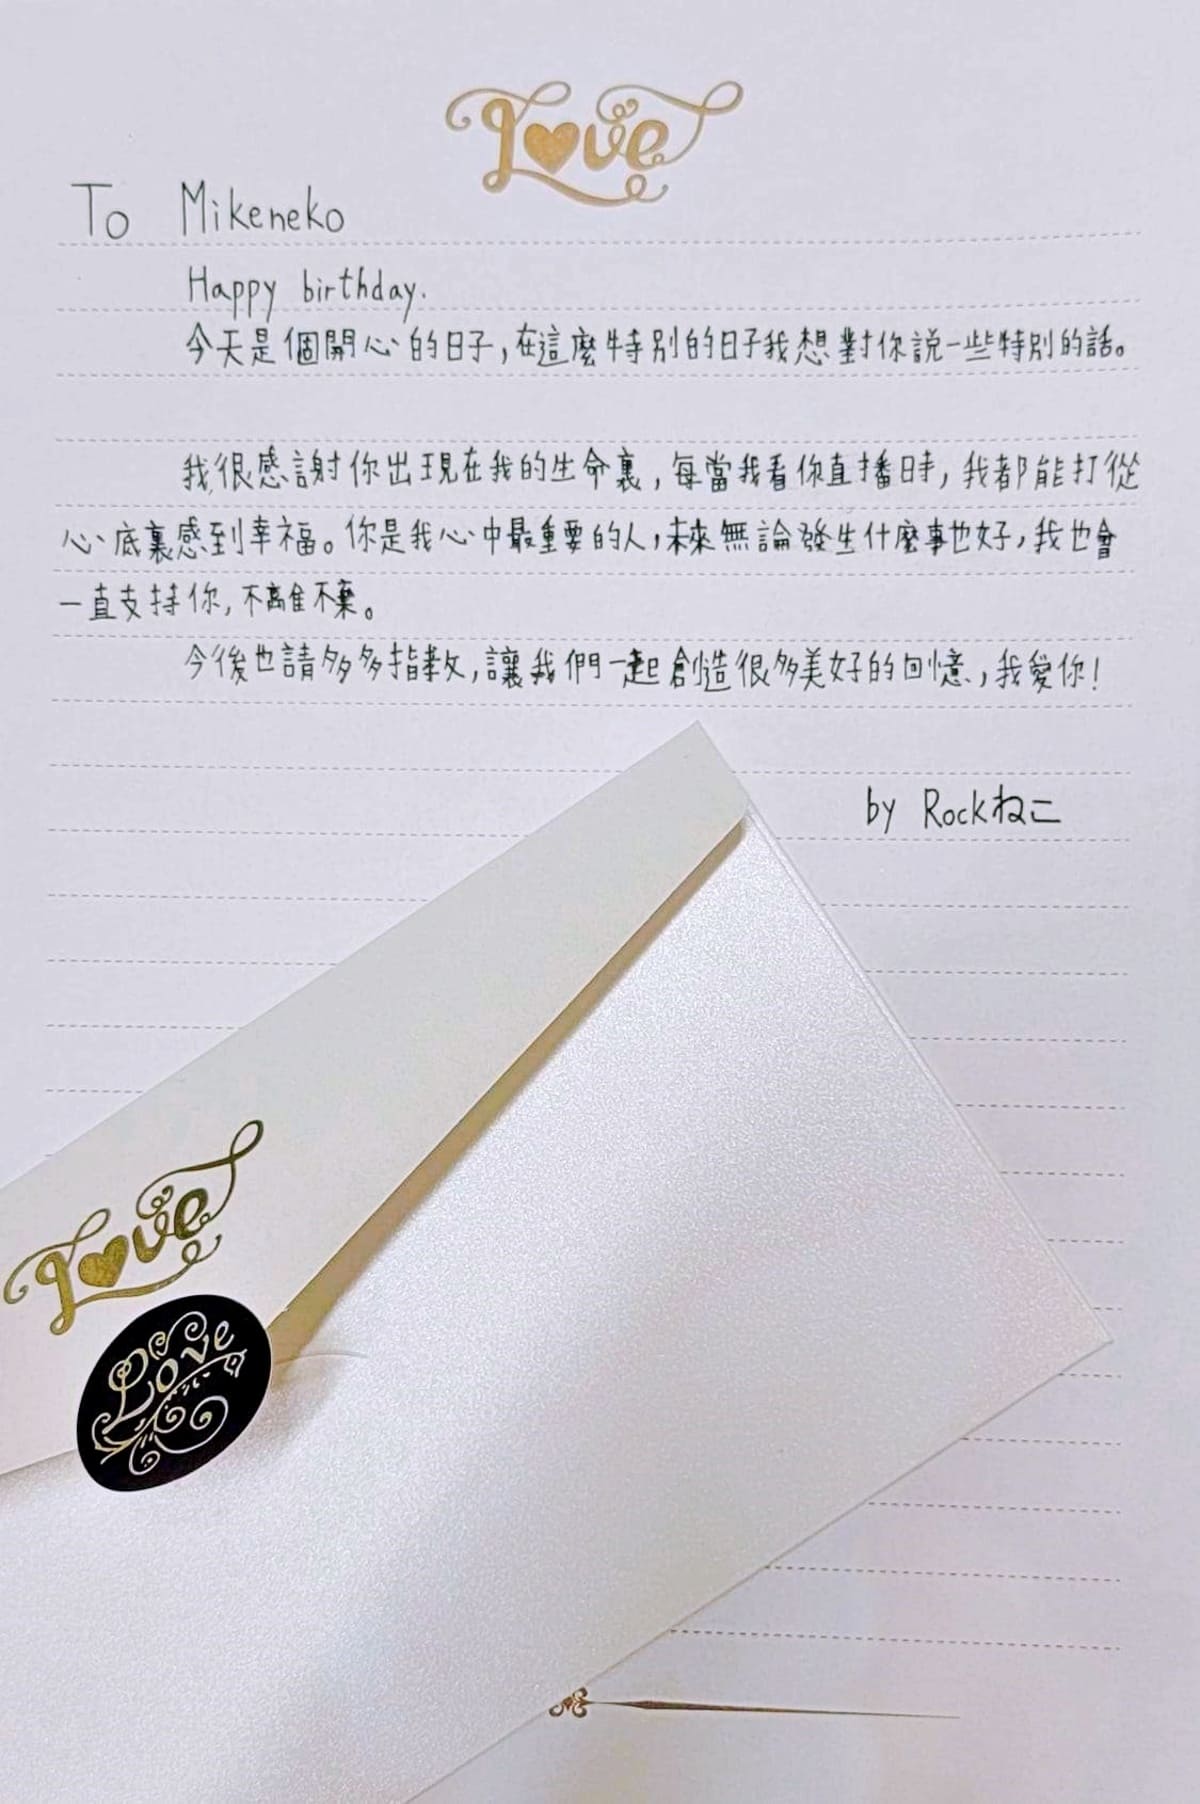 Love
To Mikeneko
Happy birthday.
今天是個開心的日子,在這麼特別的日子我想對你說一些特別的話。
我很感謝你出現在我的生命裏,每當我看你直播時,我都能打從
心底裏感到幸福。你是我心中最重要的人,未來無論發生什麼事也好,我也會
一直支持你,不離不棄。
今後也請多多指教,讓我們一起創造很多美好的回憶,我愛你!
by Rockねこ
Love
Love